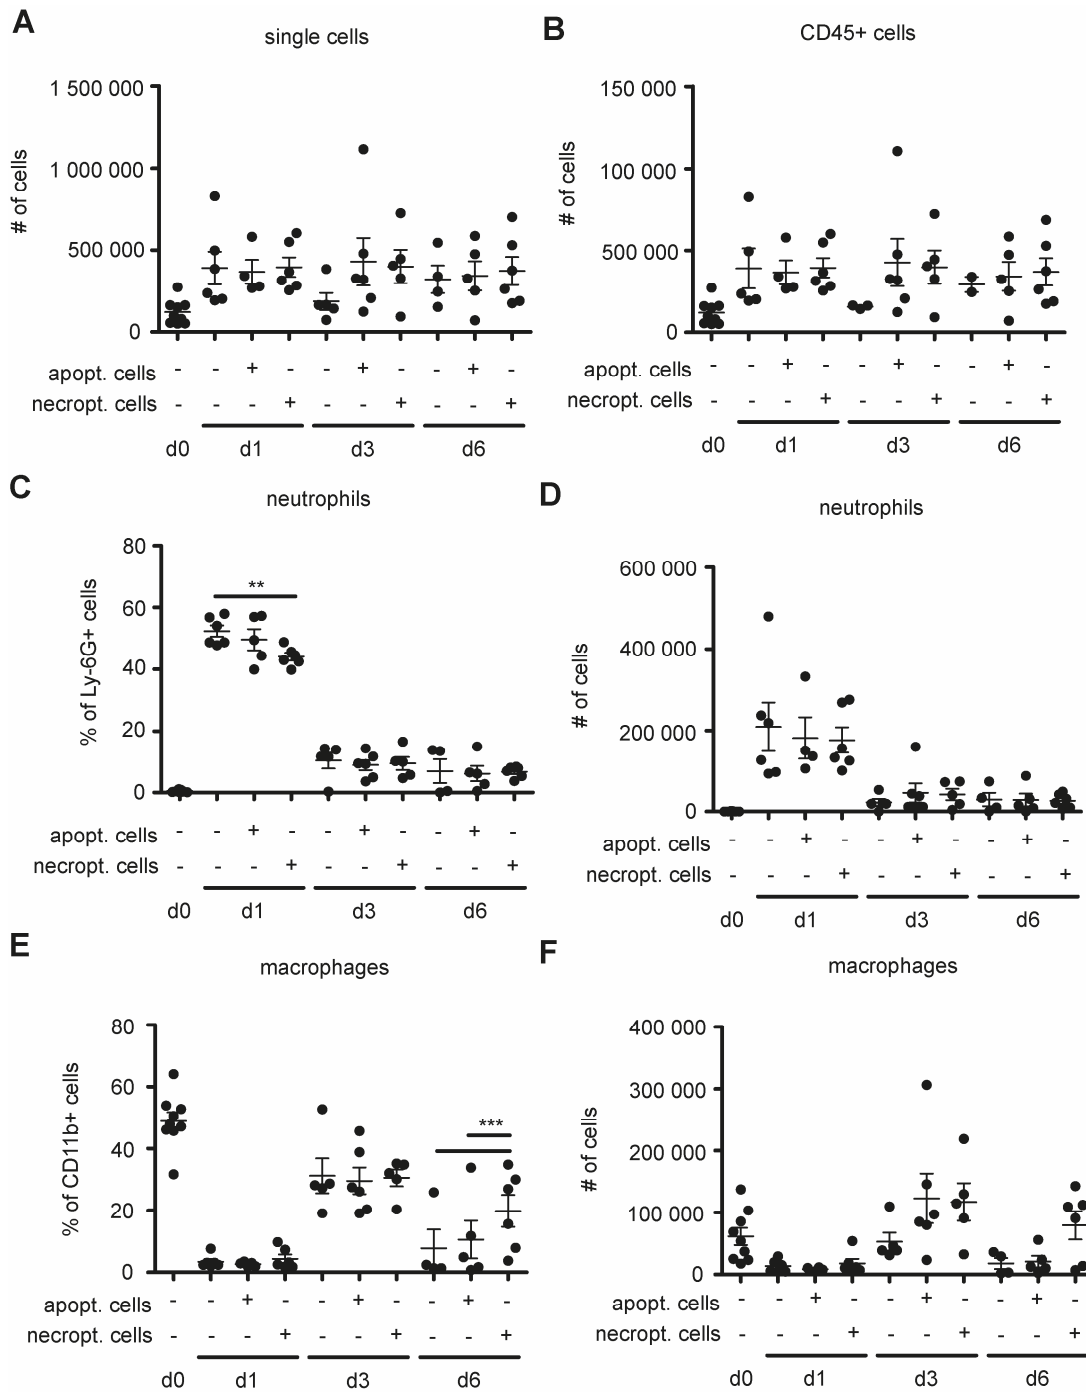 A
single cells
1 500 000
1 000 000
500 000
0
# of cells
apopt. cells - - + - - + - - + -
necropt. cells - - - + - - + - - +
d0 d1 d3 d6
B
CD45+ cells
150 000
100 000
500 000
0
# of cells
apopt. cells - - + - - + - - + -
necropt. cells - - - + - - + - - +
d0 d1 d3 d6
C
neutrophils
80
60
40
20
0
% of Ly-6G+ cells
**
apopt. cells - - + - - + - - + -
necropt. cells - - - + - - + - - +
d0 d1 d3 d6
D
neutrophils
600 000
400 000
200 000
0
# of cells
apopt. cells - - + - - + - - + -
necropt. cells - - - + - - + - - +
d0 d1 d3 d6
E
macrophages
80
60
40
20
0
% of CD11b+ cells
***
apopt. cells - - + - - + - - + -
necropt. cells - - - + - - + - - +
d0 d1 d3 d6
F
macrophages
400 000
300 000
200 000
100 000
0
# of cells
apopt. cells - - + - - + - - + -
necropt. cells - - - + - - + - - +
d0 d1 d3 d6